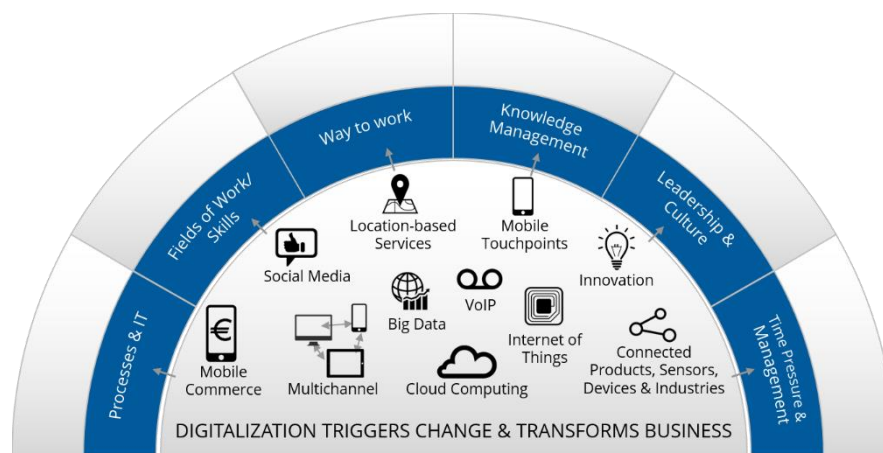 Processes & IT
Fields of Work/
Skills
Way to work
Knowledge
Management
Leadership &
Culture
Time Pressure &
Management
Location-based
Services
Mobile
Touchpoints
Social Media
Innovation
Big Data
VoIP
€
Mobile
Commerce
Multichannel
Cloud Computing
Internet of
Things
Connected
Products, Sensors,
Devices & Industries
DIGITALIZATION TRIGGERS CHANGE & TRANSFORMS BUSINESS